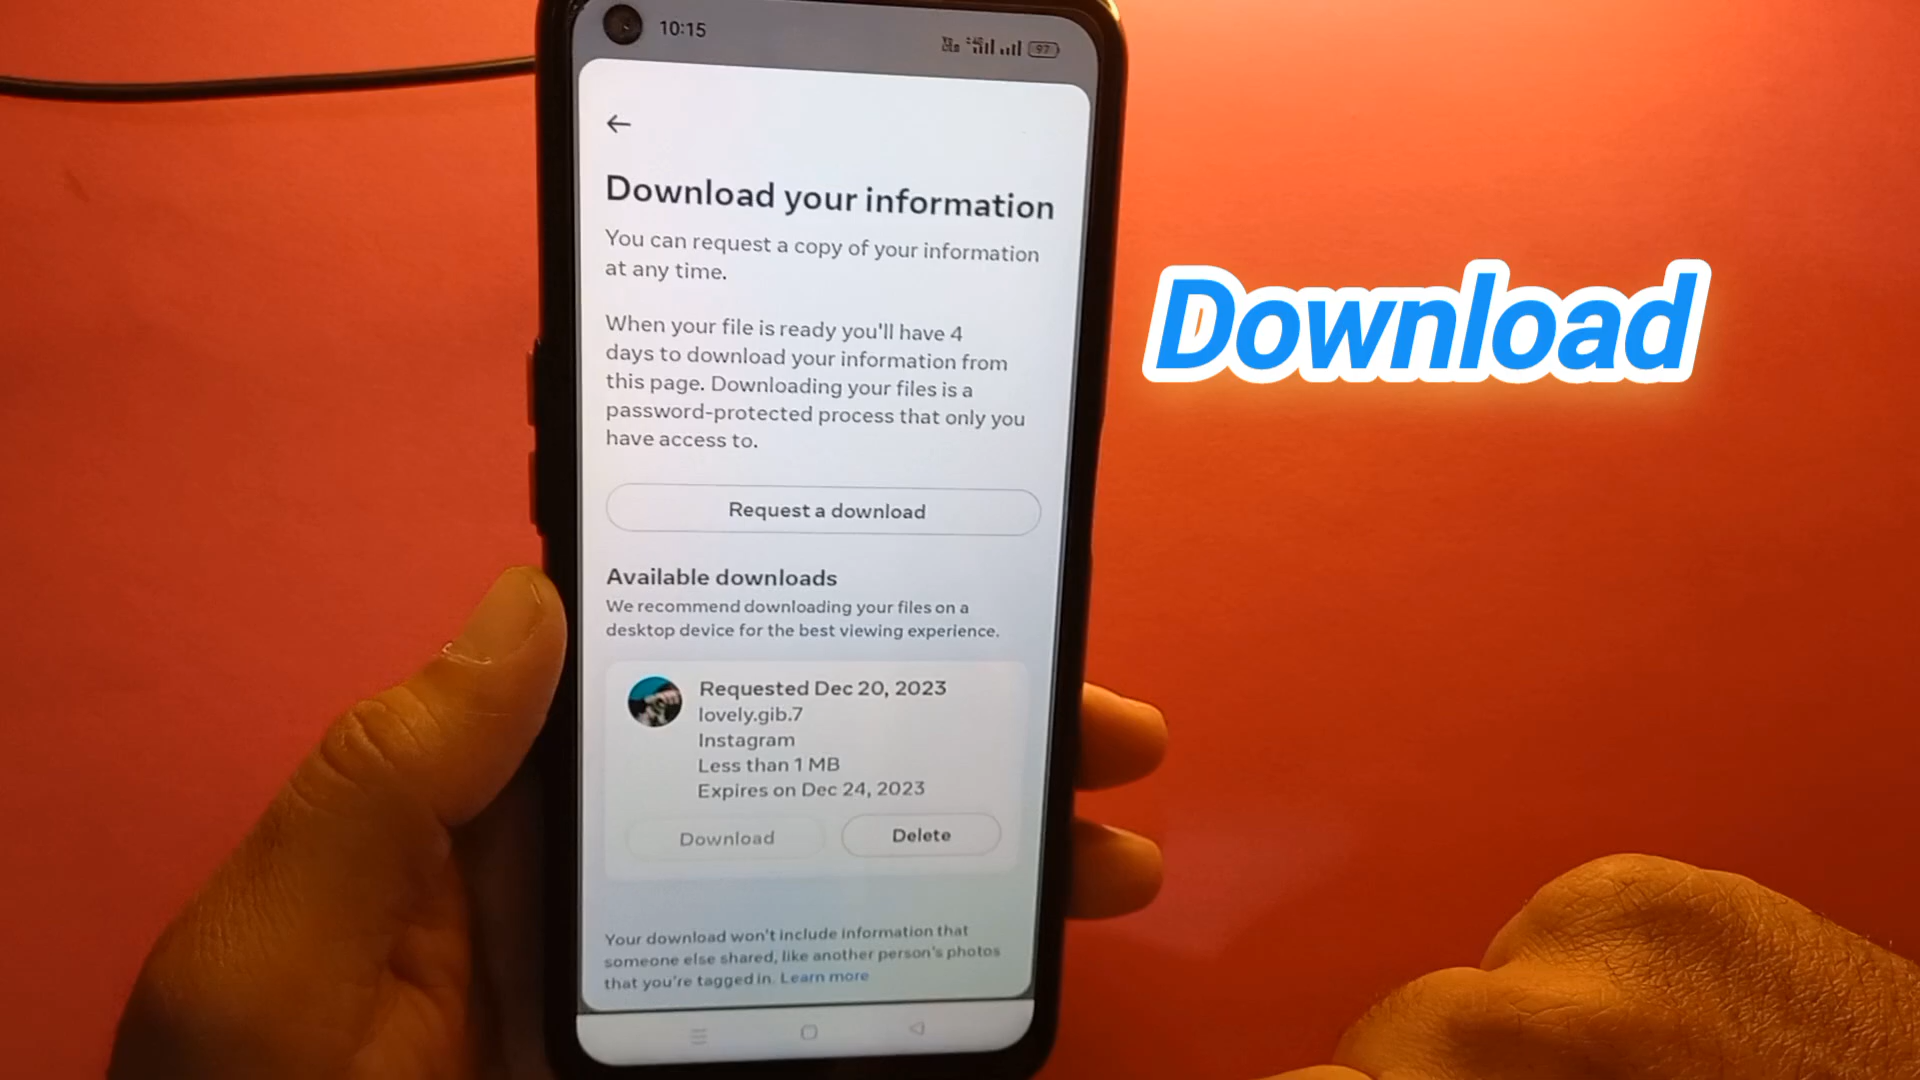 10:15
97
Download your information
You can request a copy of your information
at any time.
When your file is ready you'll have 4
days to download your information from
this page. Downloading your files is a
password-protected process that only you
have access to.
Request a download
Available downloads
We recommend downloading your files on a
desktop device for the best viewing experience.
Requested Dec 20, 2023
lovely.gib.7
Instagram
Less than 1 MB
Expires on Dec 24, 2023
Download
Delete
Your download won't include information that
someone else shared, like another person's photos
that you're tagged in. Learn more
Download